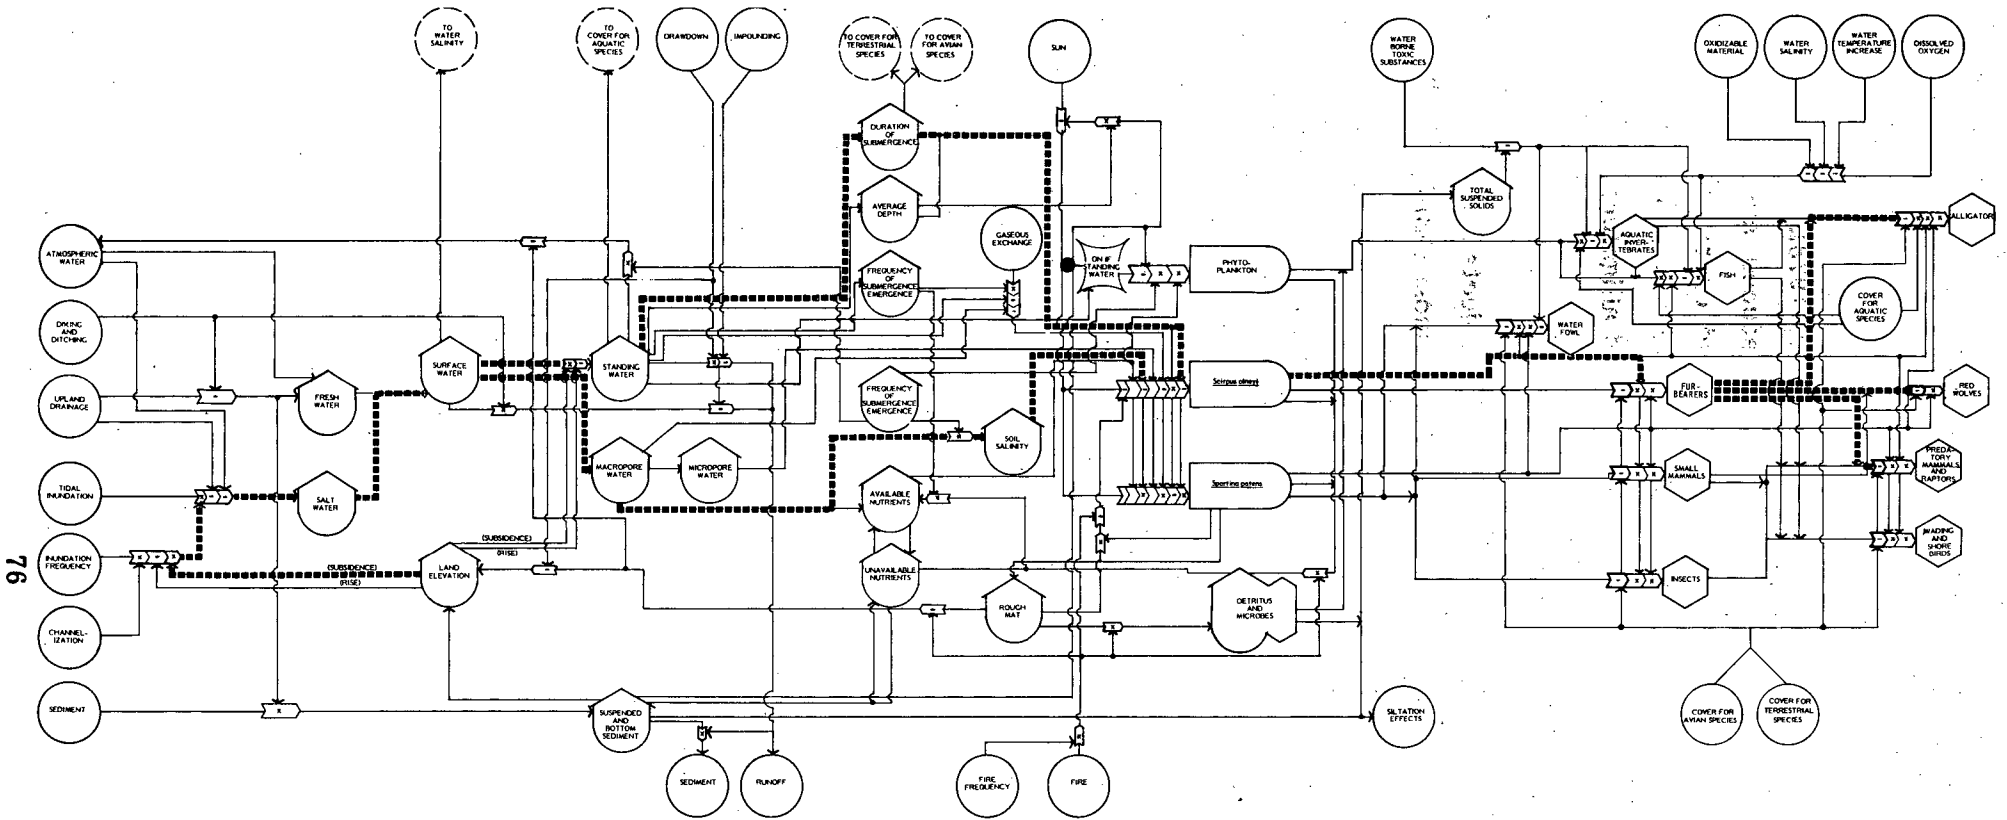 TO
WATER
SALINITY
TO
COVER FOR
AQUATIC
SPECIES
DRAWDOWN
IMPOUNDING
TO COVER FOR
TERRESTRIAL
SPECIES
TO COVER
FOR AVIAN
SPECIES
SUN
WATER
BORNE
TOXIC
SUBSTANCES
OXIDIZABLE
MATERIAL
WATER
SALINITY
WATER
TEMPERATURE
INCREASE
DISSOLVED
OXYGEN
DURATION
OF
SUBMERGENCE
AVERAGE
DEPTH
GASEOUS
EXCHANGE
FREQUENCY
OF
SUBMERGENCE
EMERGENCE
ON IF
STANDING
WATER
PHYTO-
PLANKTON
TOTAL
SUSPENDED
SOLIDS
AQUATIC
INVER-
TEBRATES
FISH
ALLIGATOR
COVER
FOR
AQUATIC
SPECIES
WATER
FOWL
ATMOSPHERIC
WATER
DIKING
AND
DITCHING
UPLAND
DRAINAGE
FRESH
WATER
SURFACE
WATER
STANDING
WATER
FREQUENCY
OF
SUBMERGENCE
EMERGENCE
Scirpus olneyi
FUR-
BEARERS
RED
WOLVES
TIDAL
INUNDATION
SALT
WATER
MACROPORE
WATER
MICROPORE
WATER
SOIL
SALINITY
AVAILABLE
NUTRIENTS
Spartina patens
SMALL
MAMMALS
PREDA-
TORY
MAMMALS
AND
RAPTORS
INUNDATION
FREQUENCY
(SUBSIDENCE)
(RISE)
(SUBSIDENCE)
(RISE)
LAND
ELEVATION
UNAVAILABLE
NUTRIENTS
ROUGH
MAT
DETRITUS
AND
MICROBES
INSECTS
WADING
AND
SHORE
BIRDS
CHANNEL-
IZATION
SEDIMENT
SUSPENDED
AND
BOTTOM
SEDIMENT
SILTATION
EFFECTS
COVER FOR
AVIAN SPECIES
COVER FOR
TERRESTRIAL
SPECIES
SEDIMENT
RUNOFF
FIRE
FREQUENCY
FIRE
76